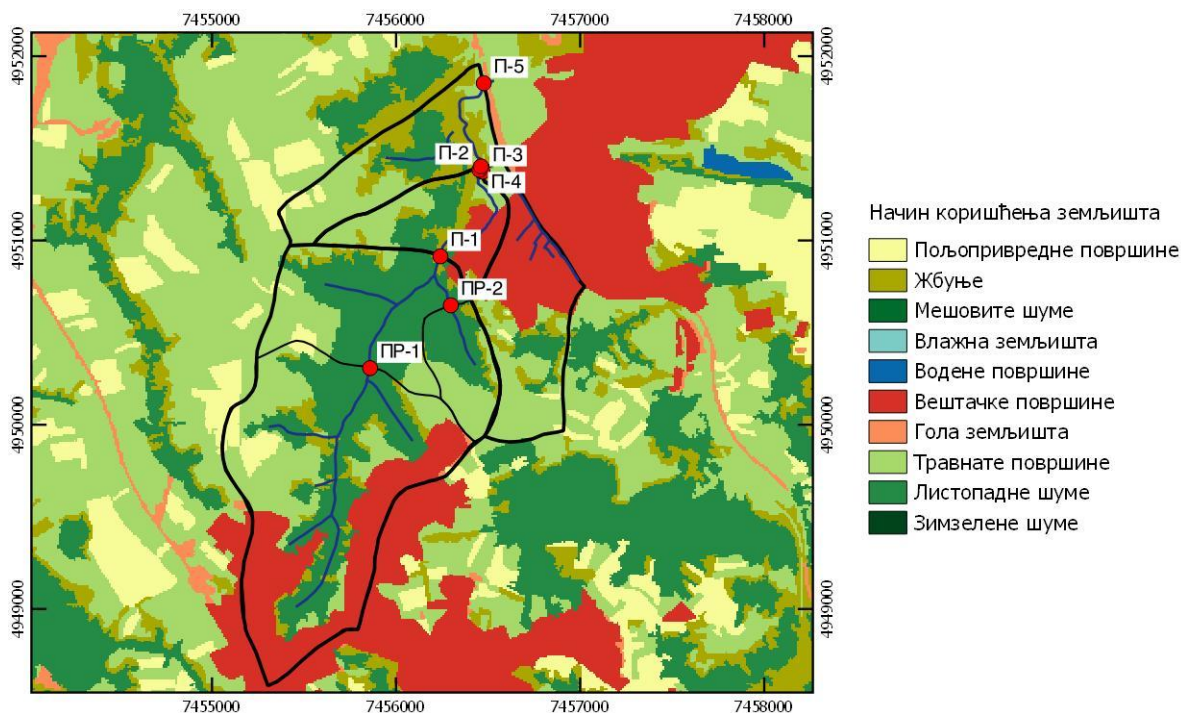 7455000
7456000
7457000
7458000
4952000
4952000
П-5
П-2
П-3
П-4
4951000
4951000
П-1
ПР-2
ПР-1
4950000
4950000
4949000
4949000
7455000
7456000
7457000
7458000
Начин коришћења земљишта
Пољопривредне површине
Жбуње
Мешовите шуме
Влажна земљишта
Водене површине
Вештачке површине
Гола земљишта
Травнате површине
Листопадне шуме
Зимзелене шуме